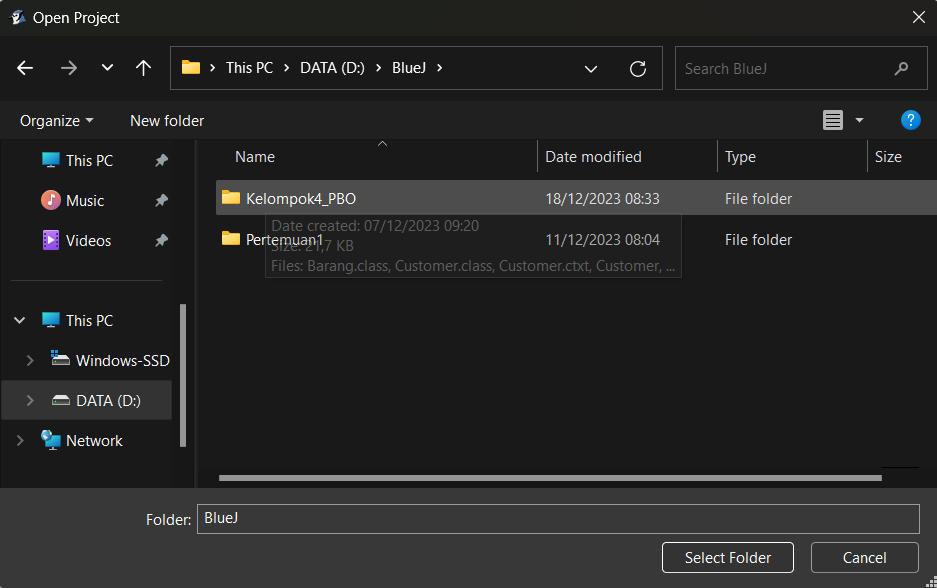 Open Project
This PC
DATA (D:)
BlueJ
Search BlueJ
Organize
New folder
?
This PC
Music
Videos
This PC
Windows-SSD
DATA (D:)
Network
Name
Date modified
Type
Size
Kelompok4_PBO
18/12/2023 08:33
File folder
Pertemuan1
11/12/2023 08:04
File folder
Date created: 07/12/2023 09:20
Size: 21,7 KB
Files: Barang.class, Customer.class, Customer.ctxt, Customer, ...
Folder:
BlueJ
Select Folder
Cancel